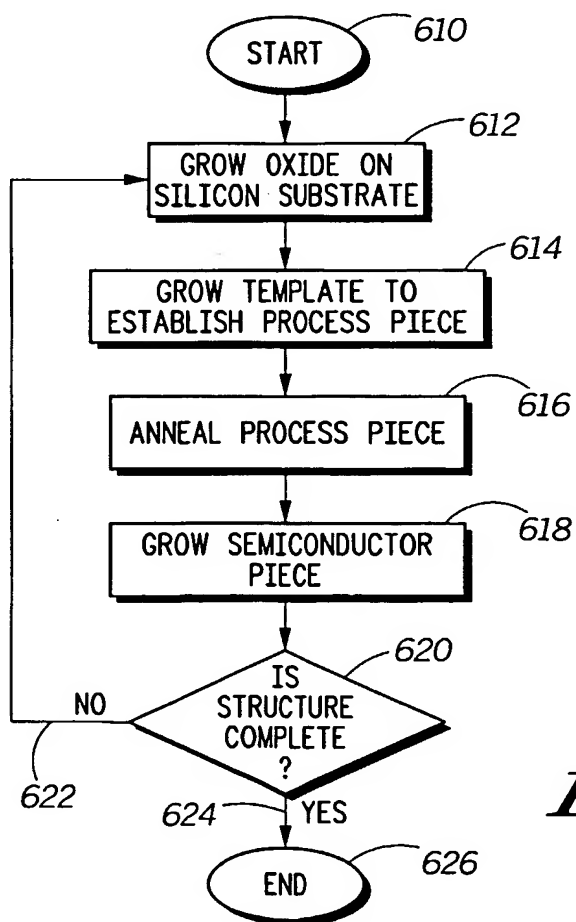 START
610
612
GROW OXIDE ON
SILICON SUBSTRATE
614
GROW TEMPLATE TO
ESTABLISH PROCESS PIECE
616
ANNEAL PROCESS PIECE
618
GROW SEMICONDUCTOR
PIECE
620
IS
STRUCTURE
COMPLETE
?
NO
622
624
YES
END
626